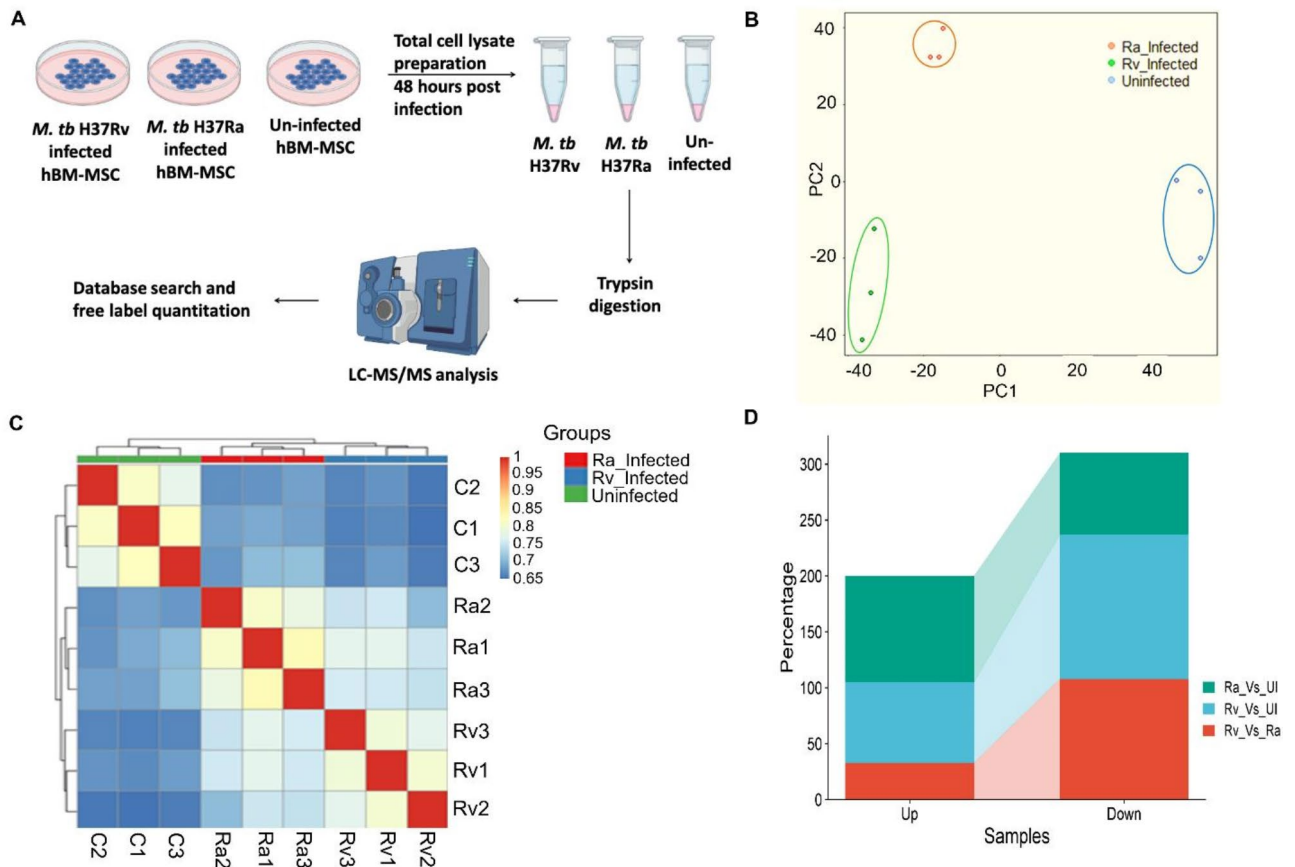 A
M. tb H37Rv
infected
hBM-MSC
M. tb H37Ra
infected
hBM-MSC
Un-infected
hBM-MSC
Total cell lysate
preparation
48 hours post
infection
M. tb
H37Rv
M. tb
H37Ra
Un-
infected
Trypsin
digestion
LC-MS/MS analysis
Database search and
free label quantitation
B
40
20
0
-20
-40
PC2
-40
-20
0
20
40
PC1
Ra_Infected
Rv_Infected
Uninfected
C
Groups
Ra_Infected
Rv_Infected
Uninfected
1
0.95
0.9
0.85
0.8
0.75
0.7
0.65
C2
C1
C3
Ra2
Ra1
Ra3
Rv3
Rv1
Rv2
C2
C1
C3
Ra2
Ra1
Ra3
Rv3
Rv1
Rv2
D
300
250
200
150
100
50
0
Percentage
Up
Down
Samples
Ra_Vs_UI
Rv_Vs_UI
Rv_Vs_Ra